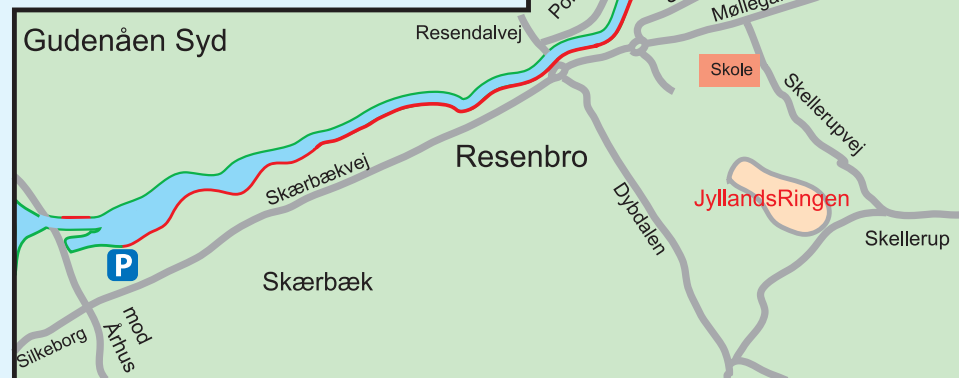 Gudenåen Syd
Resendalvej
Skole
Skellerupvej
Resenbro
Skærbækvej
Dybdalen
JyllandsRingen
Skellerup
P
Skærbæk
mod
Århus
Silkeborg